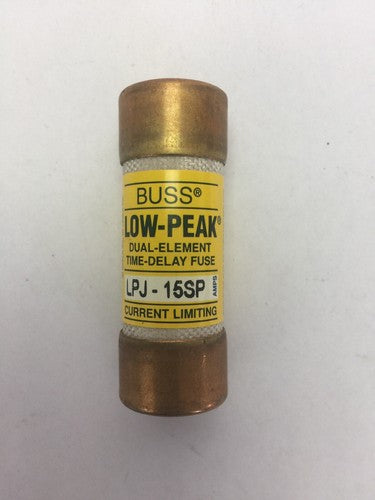 BUSS®
LOW-PEAK®
DUAL-ELEMENT
TIME-DELAY FUSE
LPJ - 15SP AMPS
CURRENT LIMITING